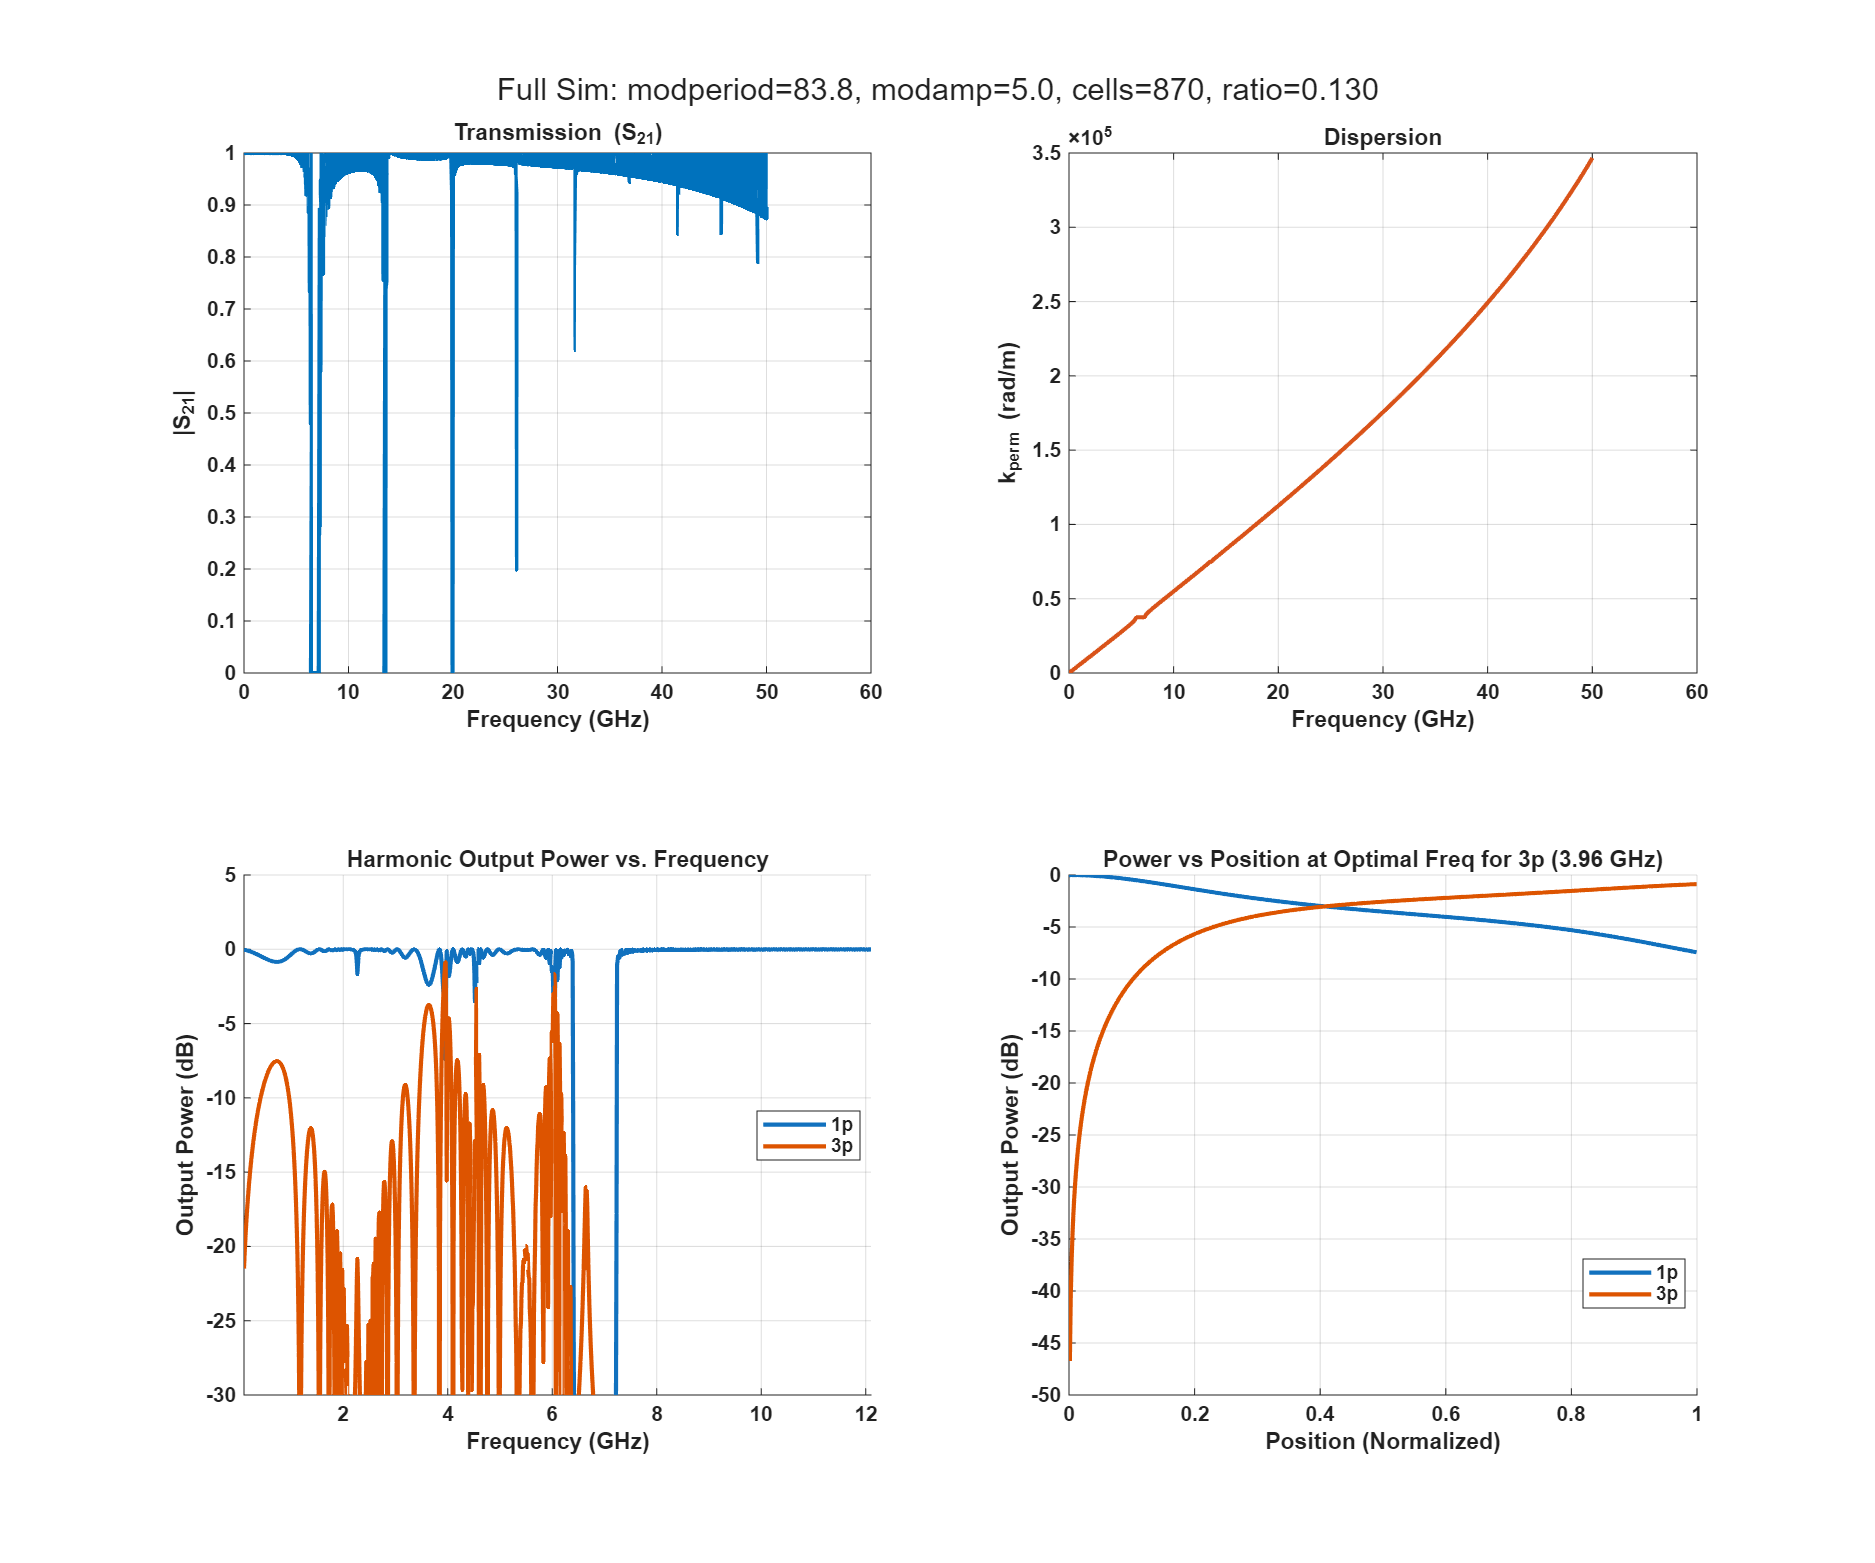 Full Sim: modperiod=83.8, modamp=5.0, cells=870, ratio=0.130
Transmission (S21)
1
0.9
0.8
0.7
0.6
0.5
0.4
0.3
0.2
0.1
0
|S21|
0 10 20 30 40 50 60
Frequency (GHz)
×10^5
Dispersion
3.5
3
2.5
2
1.5
1
0.5
0
kperm (rad/m)
0 10 20 30 40 50 60
Frequency (GHz)
Harmonic Output Power vs. Frequency
5
0
-5
-10
-15
-20
-25
-30
Output Power (dB)
1p
3p
2 4 6 8 10 12
Frequency (GHz)
Power vs Position at Optimal Freq for 3p (3.96 GHz)
0
-5
-10
-15
-20
-25
-30
-35
-40
-45
-50
Output Power (dB)
1p
3p
0 0.2 0.4 0.6 0.8 1
Position (Normalized)